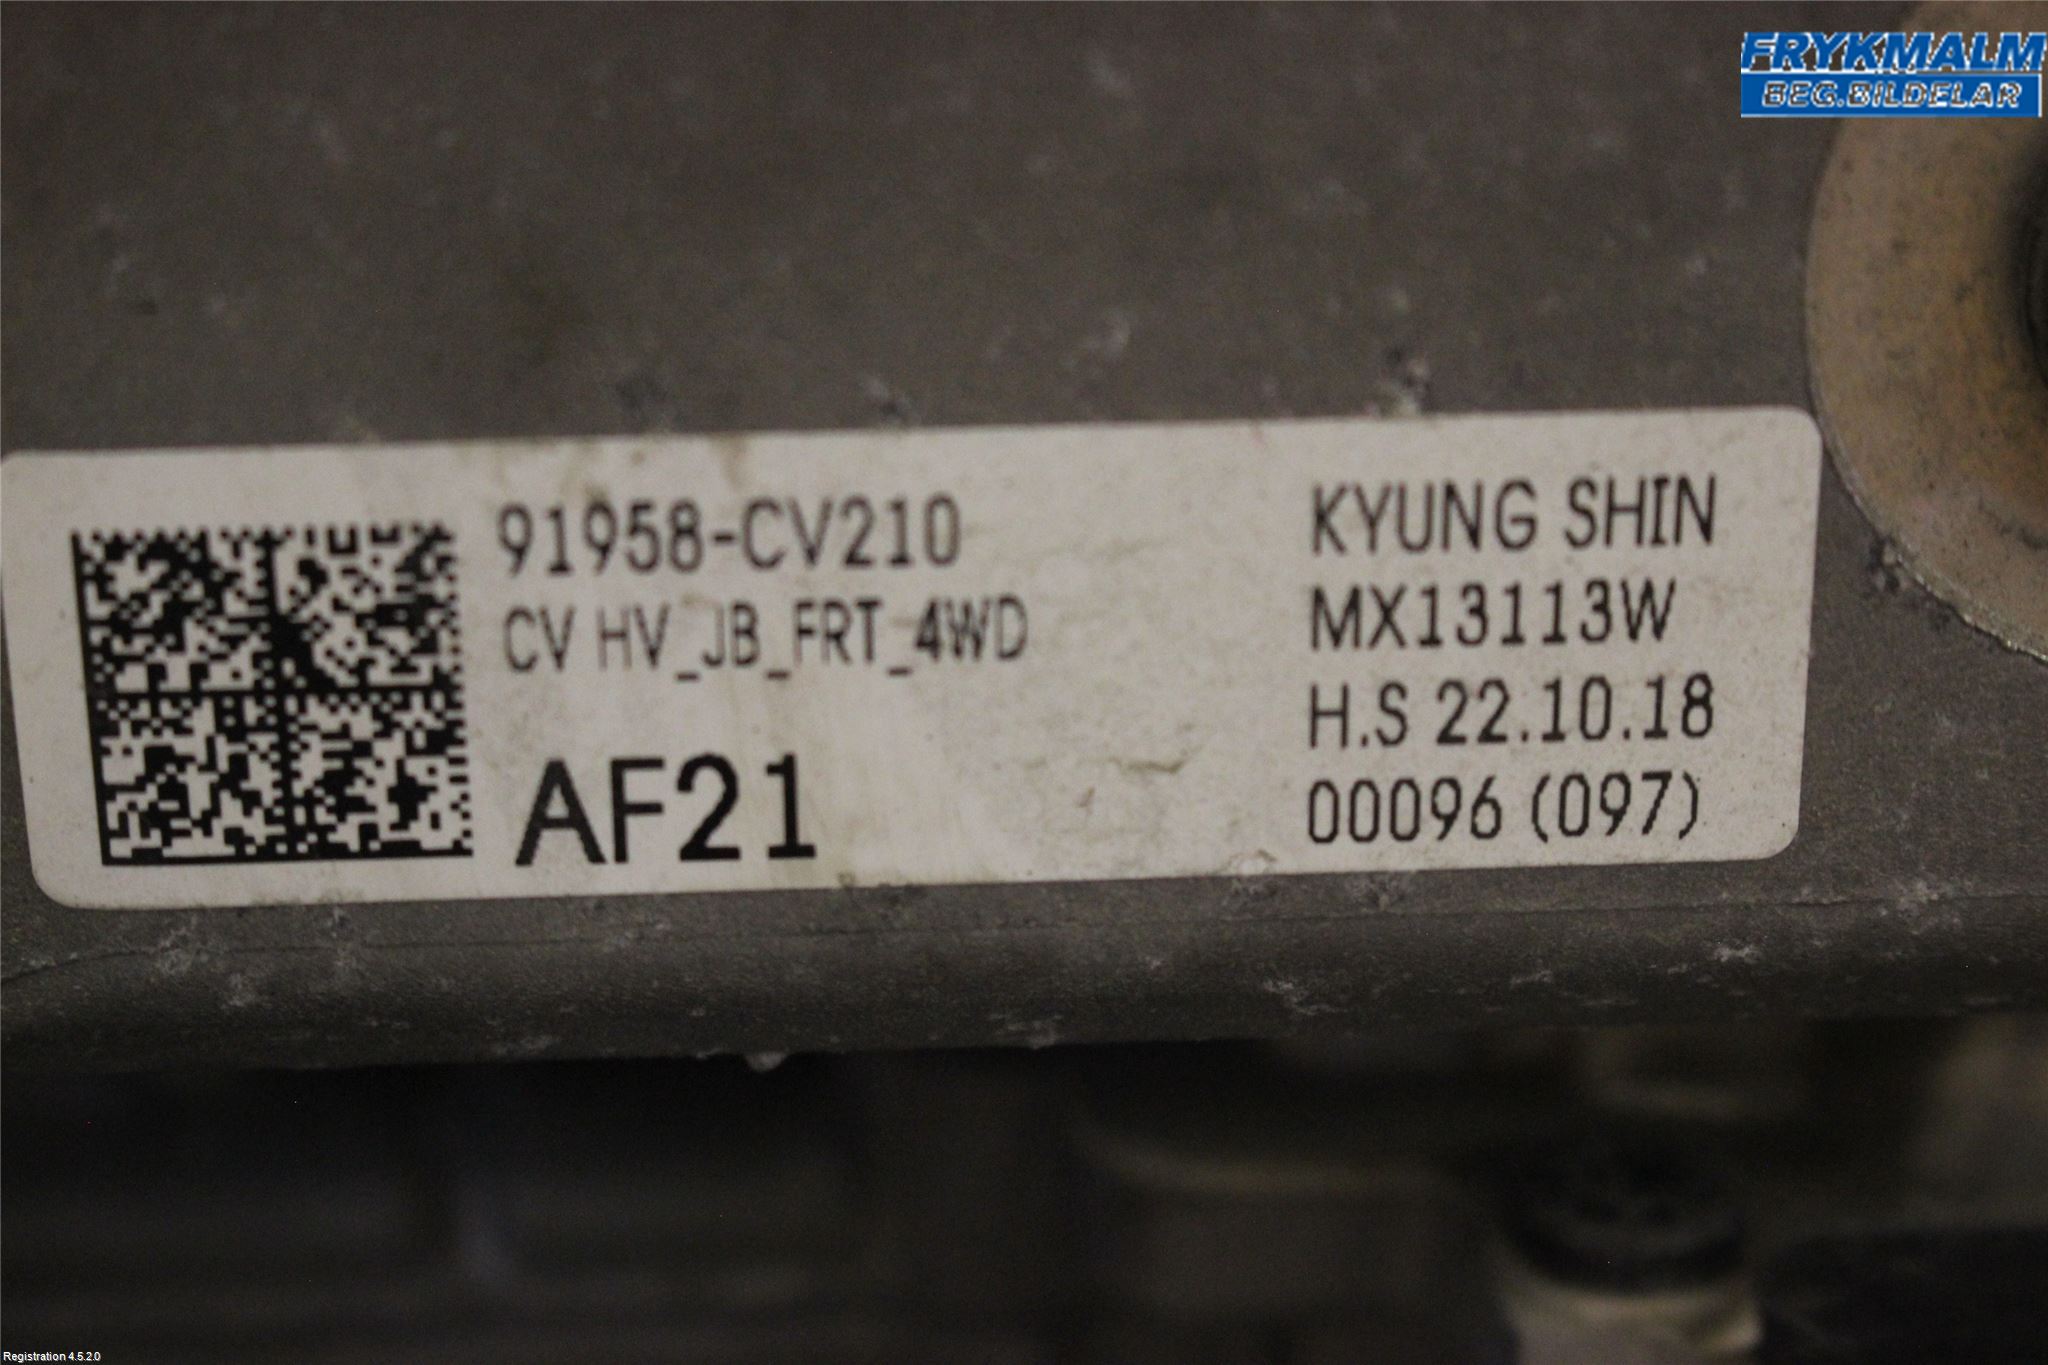 FRYKMALM
BEG.BILDELAR
91958-CV210
CV HV_JB_FRT_4WD
AF21
KYUNG SHIN
MX13113W
H.S 22.10.18
00096 (097)
Registration 4.5.2.0